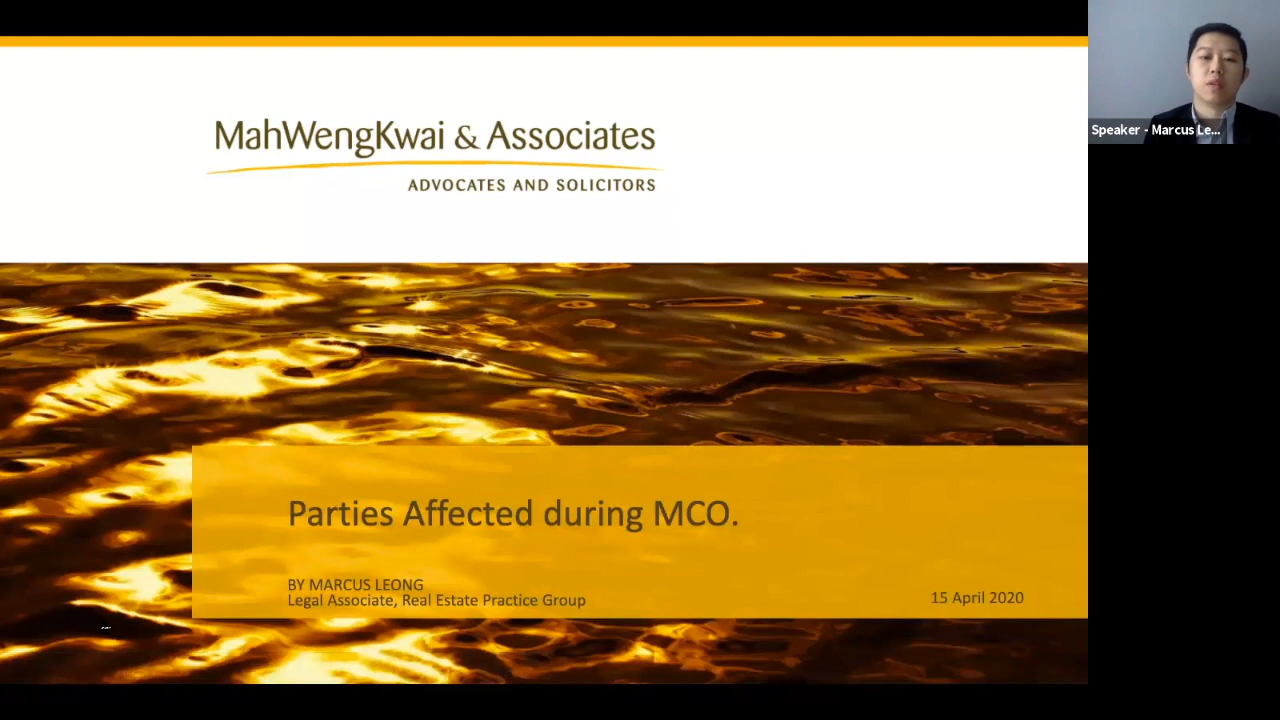 MahWengKwai & Associates
ADVOCATES AND SOLICITORS
Speaker - Marcus Le...
Parties Affected during MCO.
BY MARCUS LEONG
Legal Associate, Real Estate Practice Group
15 April 2020